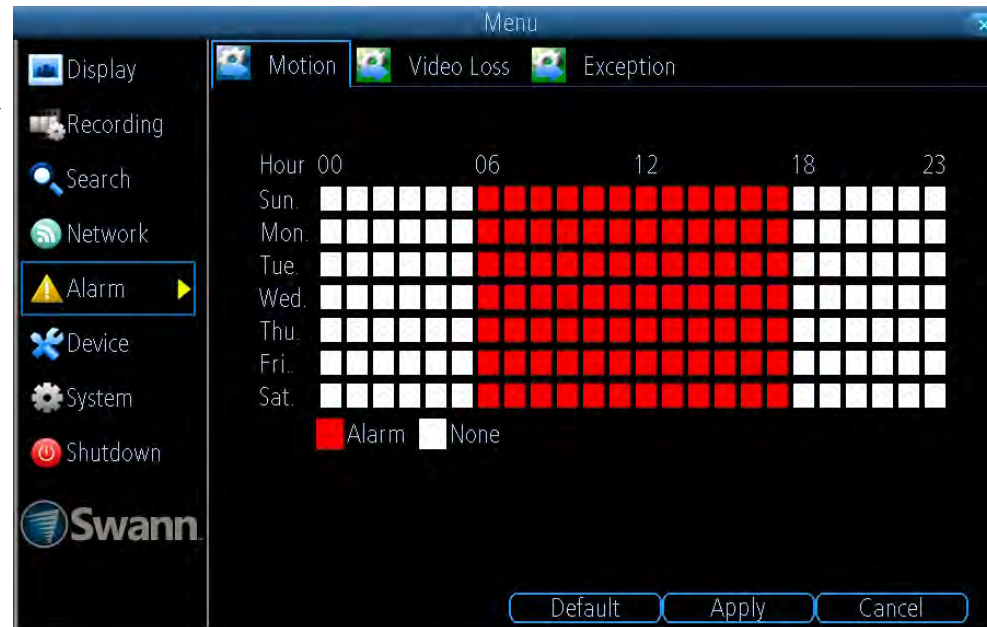 Menu
Display
Recording
Search
Network
Alarm
Device
System
Shutdown
Swann
Motion
Video Loss
Exception
Hour 00 06 12 18 23
Sun.
Mon.
Tue.
Wed.
Thu.
Fri..
Sat.
Alarm None
Default Apply Cancel